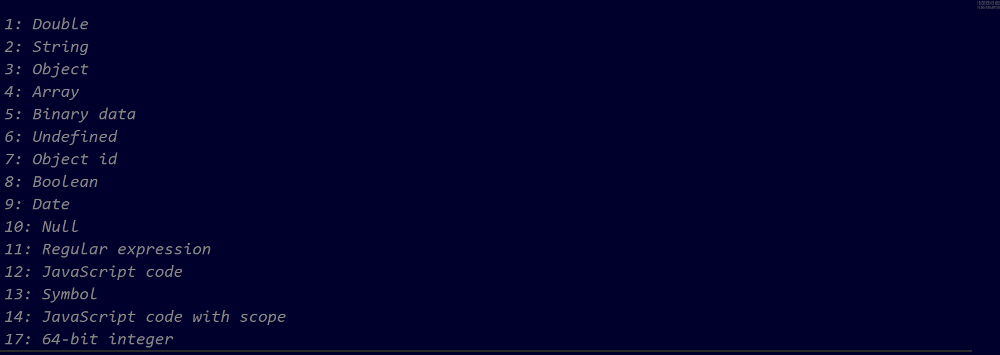 1: Double
2: String
3: Object
4: Array
5: Binary data
6: Undefined
7: Object id
8: Boolean
9: Date
10: Null
11: Regular expression
12: JavaScript code
13: Symbol
14: JavaScript code with scope
17: 64-bit integer